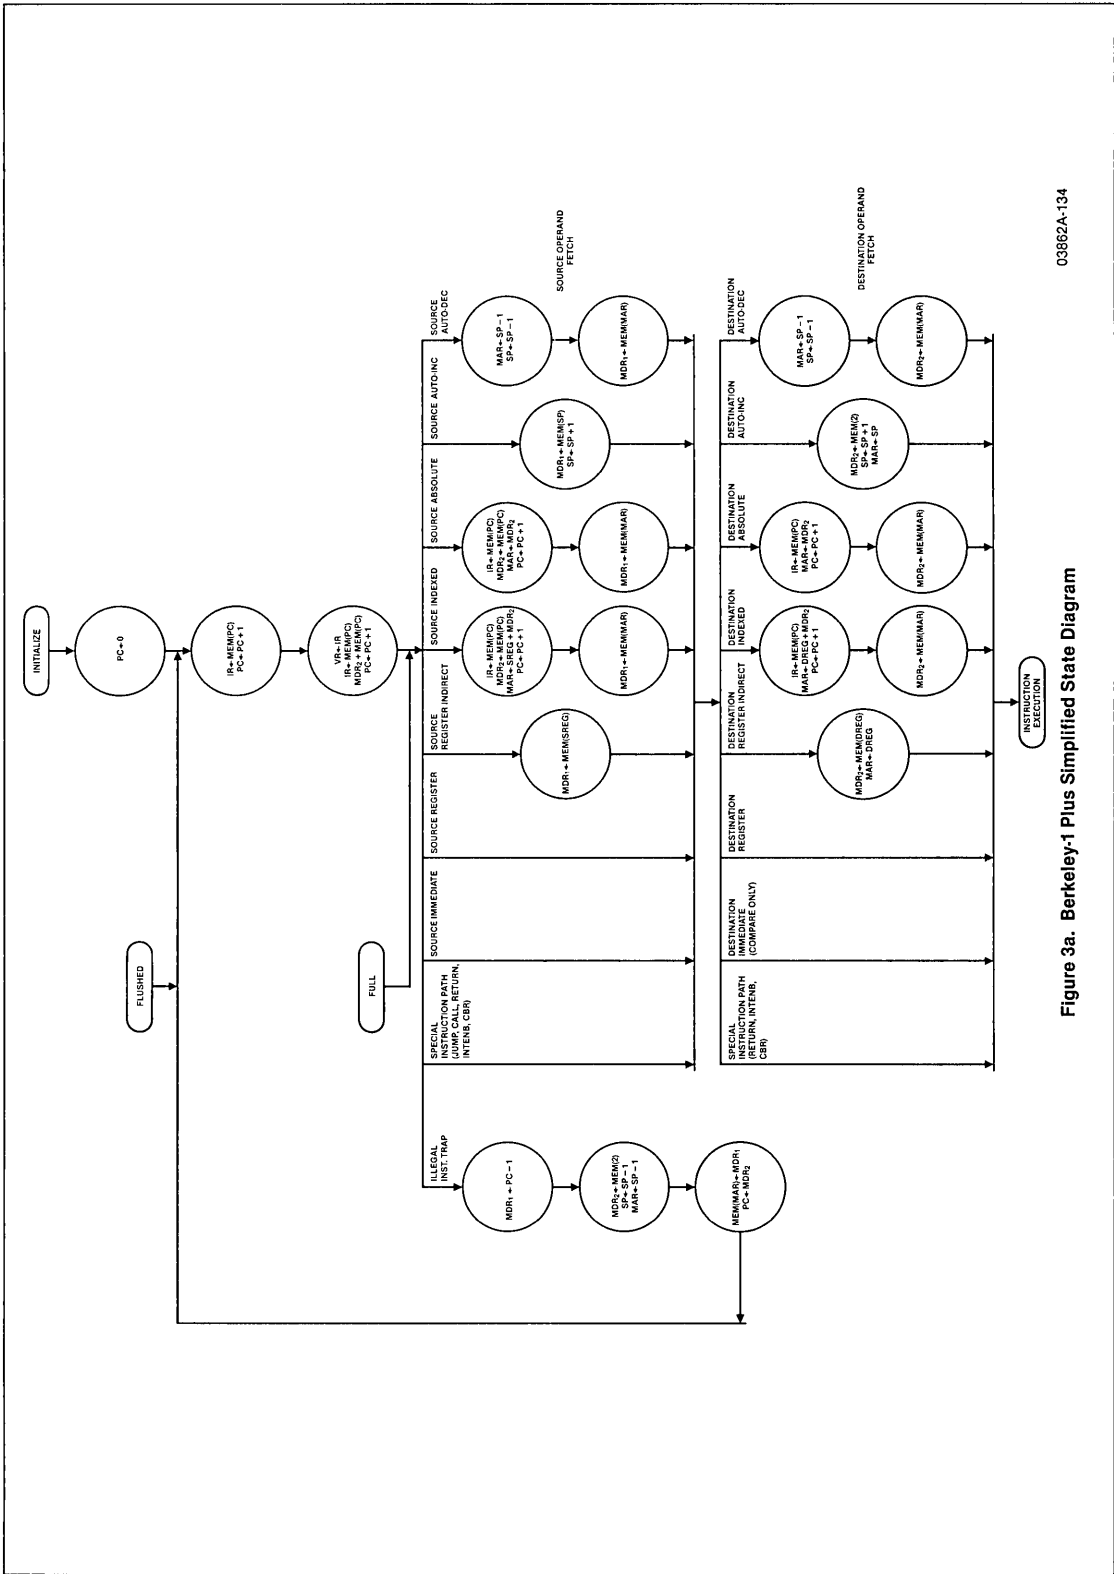 INITIALIZE
PC ← 0
FLUSHED
IR ← MEM(PC)
PC ← PC + 1
VR ← IR
IR ← MEM(PC)
MDR₂ + MEM(PC)
PC ← PC + 1
FULL
ILLEGAL
INST. TRAP
SPECIAL
INSTRUCTION PATH
(JUMP, CALL, RETURN,
INTENB, CBR)
SOURCE IMMEDIATE
SOURCE REGISTER
SOURCE
REGISTER INDIRECT
SOURCE INDEXED
SOURCE ABSOLUTE
SOURCE AUTO-INC
SOURCE
AUTO-DEC
MDR₁ ← PC − 1
MDR₂ ← MEM(2)
SP ← SP − 1
MAR ← SP − 1
MEM(MAR) ← MDR₁
PC ← MDR₂
MDR₁ ← MEM(SREG)
IR ← MEM(PC)
MDR₂ ← MEM(PC)
MAR ← SREG + MDR₂
PC ← PC + 1
MDR₁ ← MEM(MAR)
IR ← MEM(PC)
MDR₂ ← MEM(PC)
MAR ← MDR₂
PC ← PC + 1
MDR₁ ← MEM(MAR)
MDR₁ ← MEM(SP)
SP ← SP + 1
MAR ← SP − 1
SP ← SP − 1
MDR₁ ← MEM(MAR)
SOURCE OPERAND
FETCH
SPECIAL
INSTRUCTION PATH
(RETURN, INTENB,
CBR)
DESTINATION
IMMEDIATE
(COMPARE ONLY)
DESTINATION
REGISTER
DESTINATION
REGISTER INDIRECT
DESTINATION
INDEXED
DESTINATION
ABSOLUTE
DESTINATION
AUTO-INC
DESTINATION
AUTO-DEC
MDR₂ ← MEM(DREG)
MAR ← DREG
IR ← MEM(PC)
MAR ← DREG + MDR₂
PC ← PC + 1
MDR₂ ← MEM(MAR)
IR ← MEM(PC)
MAR ← MDR₂
PC ← PC + 1
MDR₂ ← MEM(MAR)
MDR₂ ← MEM(2)
SP ← SP + 1
MAR ← SP
MAR ← SP − 1
SP ← SP − 1
MDR₂ ← MEM(MAR)
DESTINATION OPERAND
FETCH
INSTRUCTION
EXECUTION
Figure 3a. Berkeley-1 Plus Simplified State Diagram
03862A-134